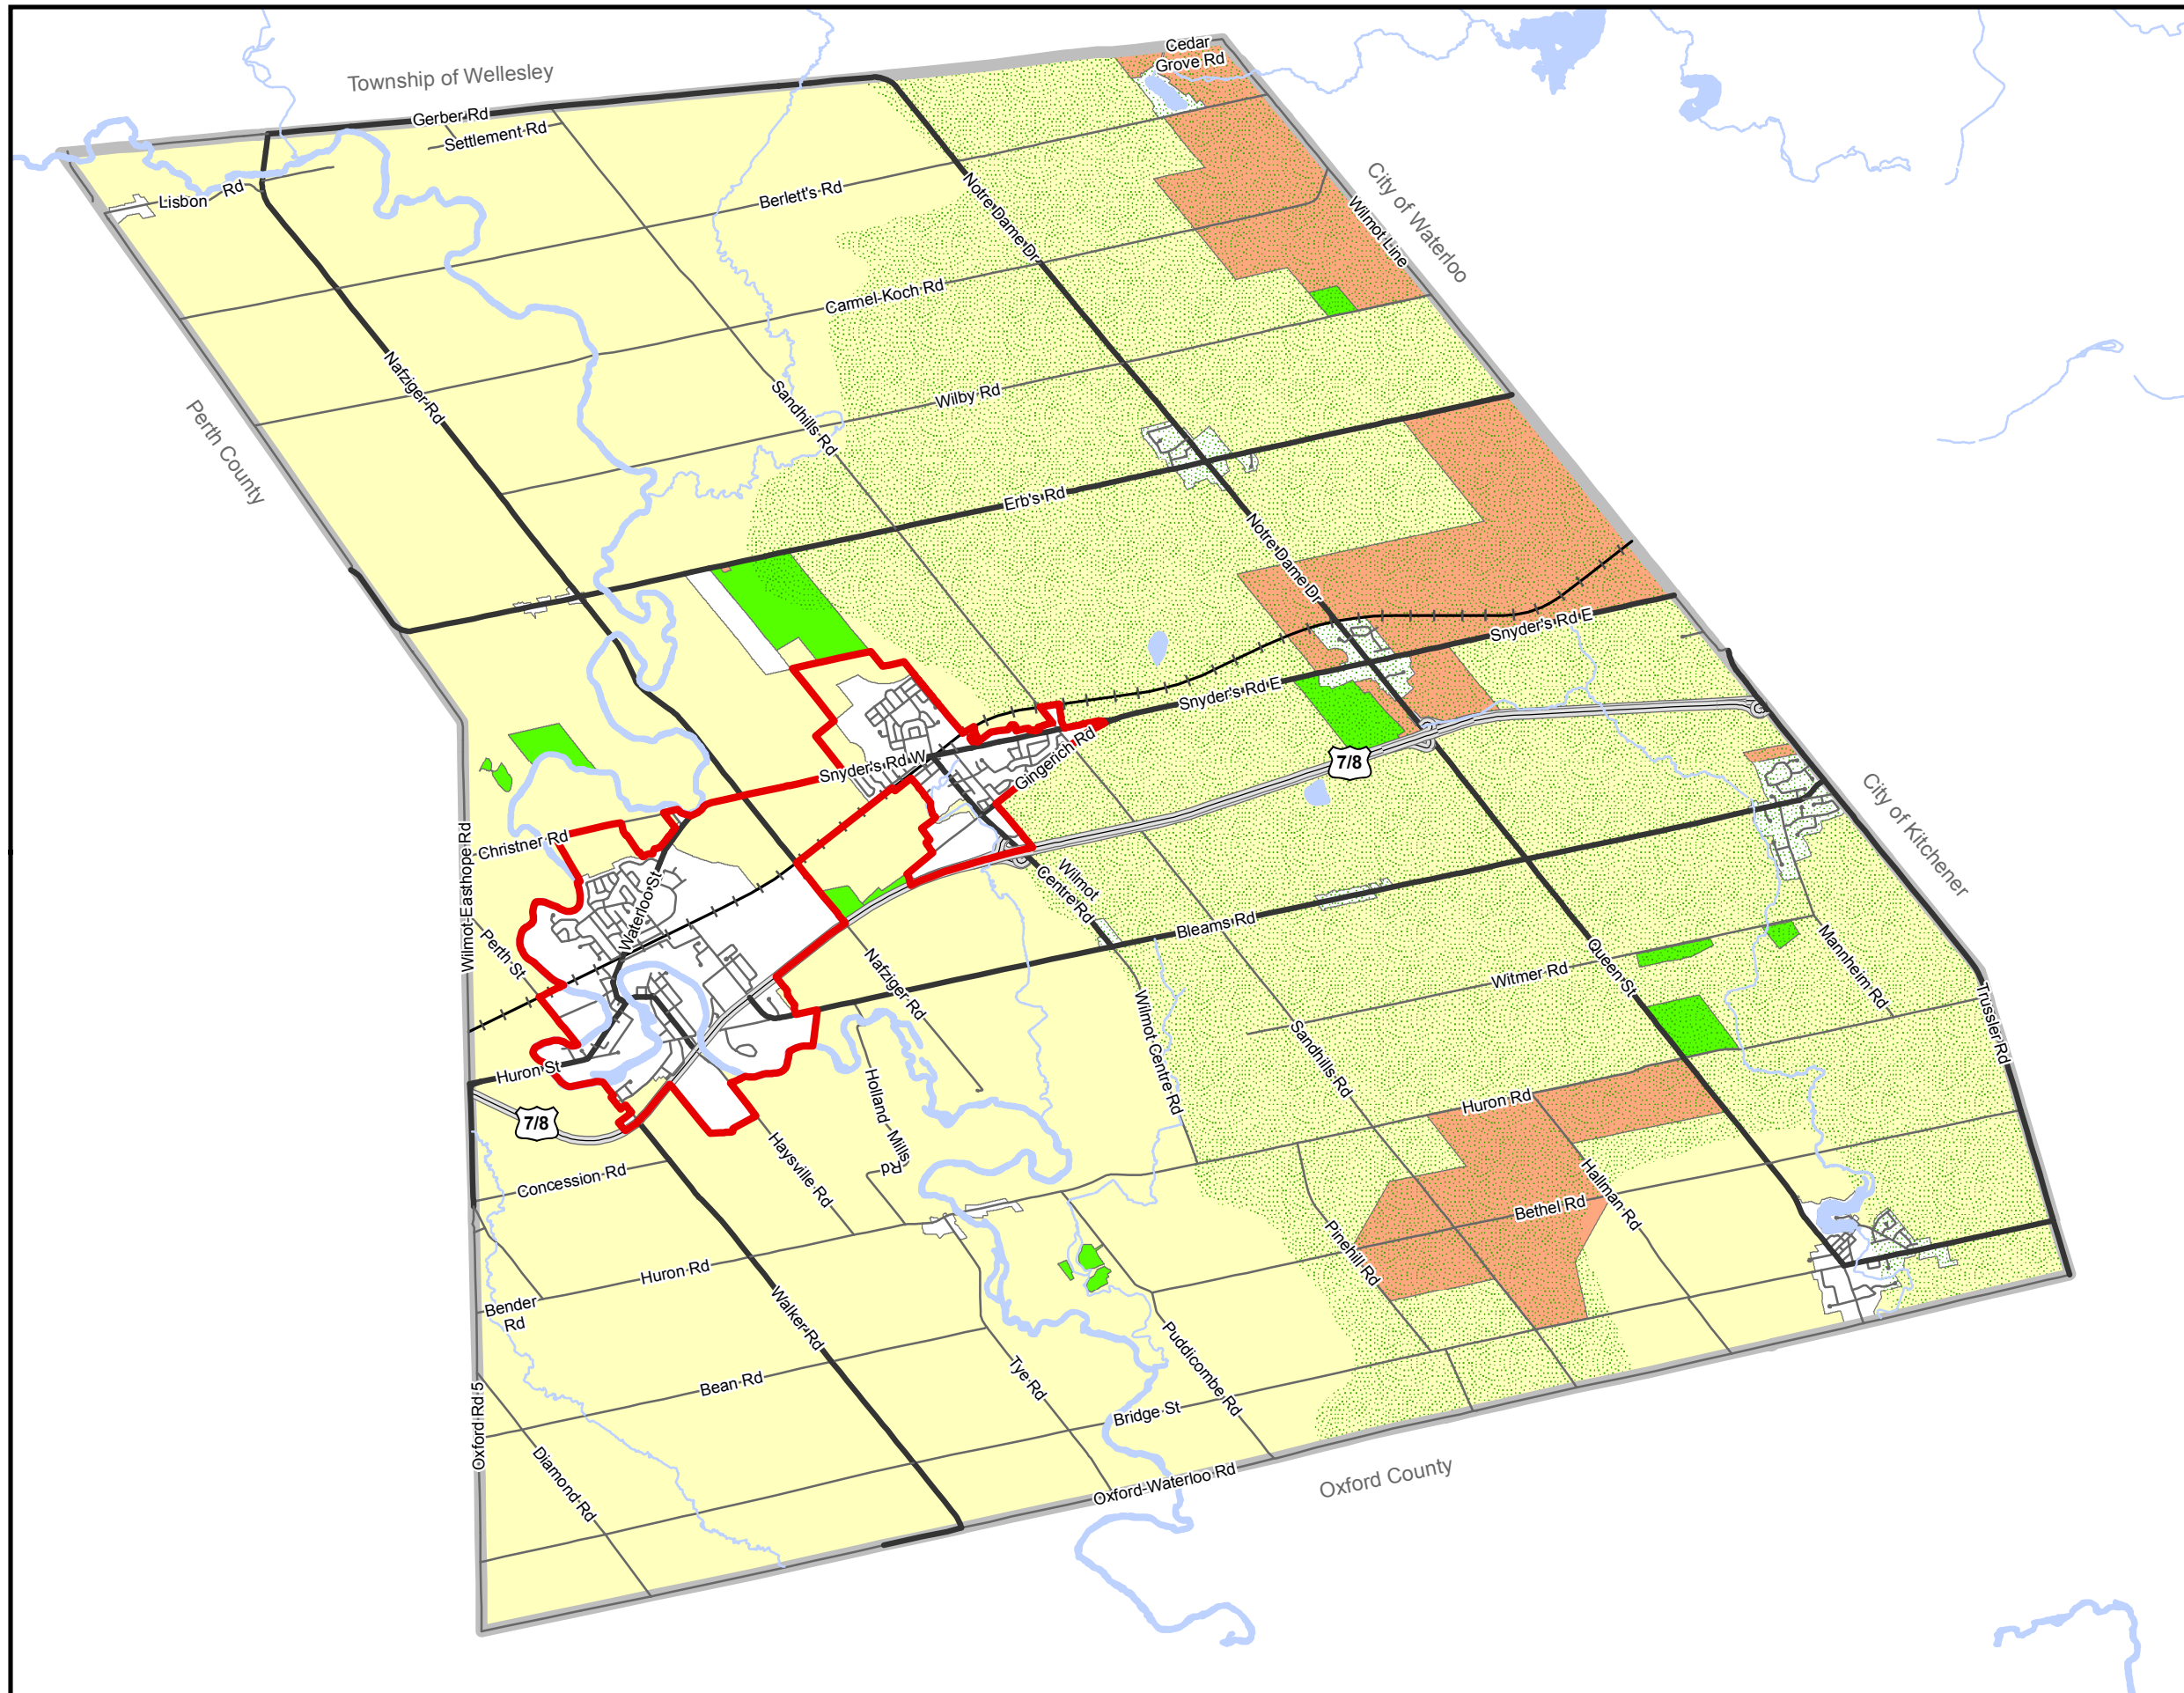 Cedar
Grove Rd
Township of Wellesley
Gerber Rd
Settlement Rd
Lisbon Rd
Berlett's Rd
Notre Dame Dr
City of Waterloo
Wilmot Line
Carmel-Koch Rd
Nafziger Rd
Sandhills Rd
Wilby Rd
Perth County
Erb's Rd
Notre Dame Dr
Snyder's Rd E
Snyder's Rd E
Snyder's Rd W
Gingerich Rd
7/8
City of Kitchener
Wilmot-Easthope Rd
Christner Rd
Waterloo St
Perth St
Wilmot
Centre Rd
Bleams Rd
Nafziger Rd
Queen St
Witmer Rd
Mannheim Rd
Trussler Rd
Wilmot Centre Rd
Sandhills Rd
Huron St
7/8
Holland Mills
Rd
Huron Rd
Haysville Rd
Concession Rd
Hallman Rd
Bethel Rd
Pinehill Rd
Huron Rd
Bender
Rd
Walker Rd
Puddicombe Rd
Tye Rd
Bean Rd
Bridge St
Oxford Rd 5
Diamond Rd
Oxford-Waterloo Rd
Oxford County